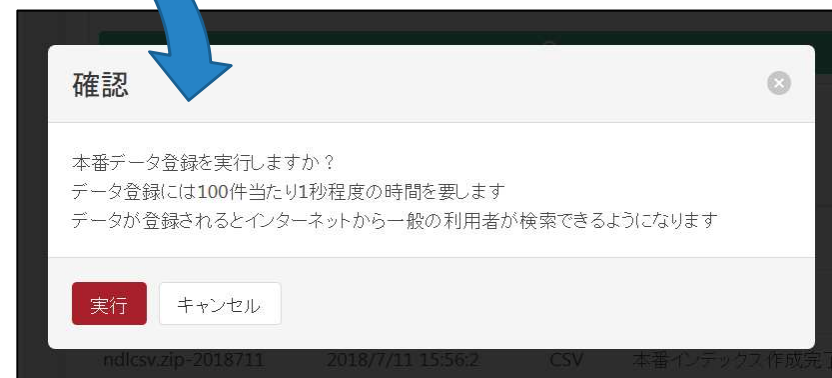 確認
本番データ登録を実行しますか？
データ登録には100件当たり1秒程度の時間を要します
データが登録されるとインターネットから一般の利用者が検索できるようになります
実行 キャンセル
ndlcsv.zip-2018711 2018/7/11 15:56:2 CSV 本番インデックス作成完了